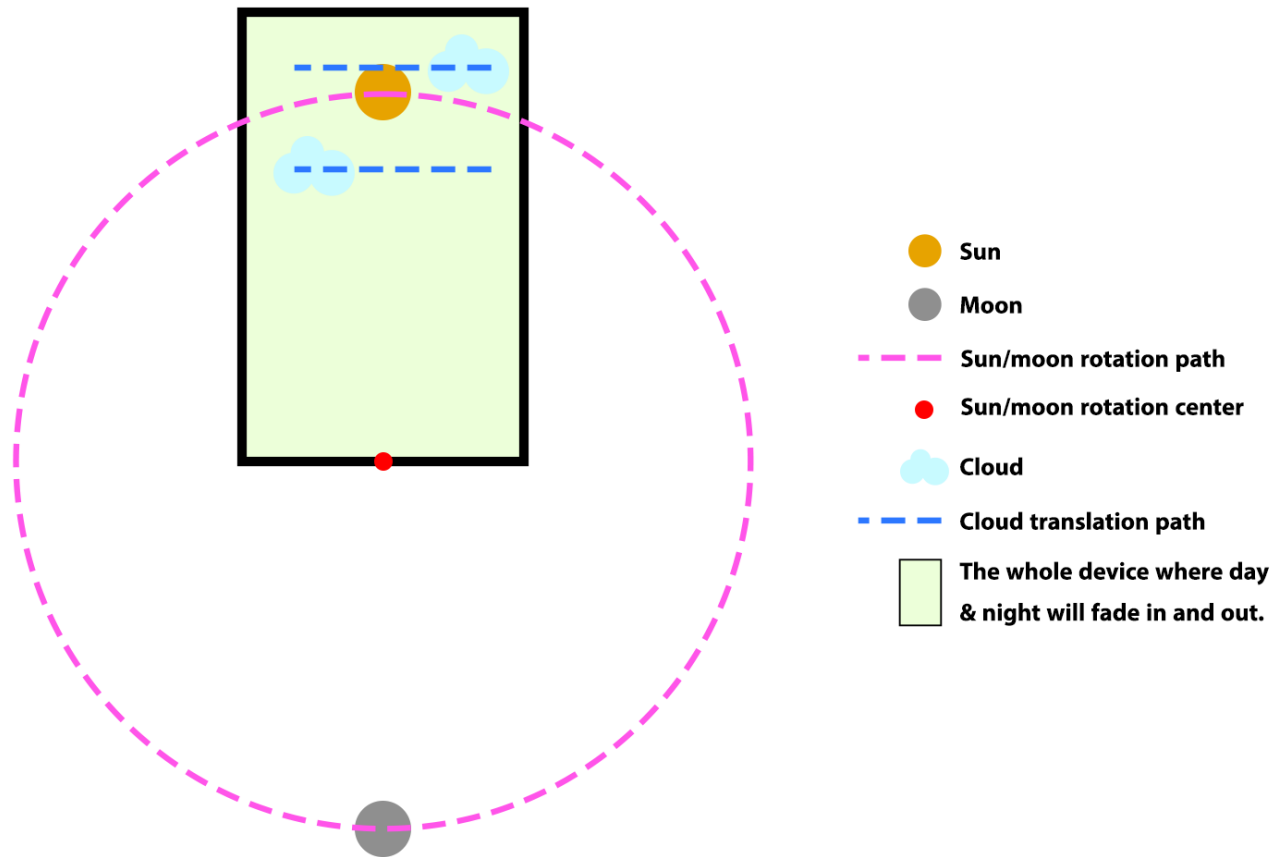 Sun
Moon
Sun/moon rotation path
Sun/moon rotation center
Cloud
Cloud translation path
The whole device where day
& night will fade in and out.